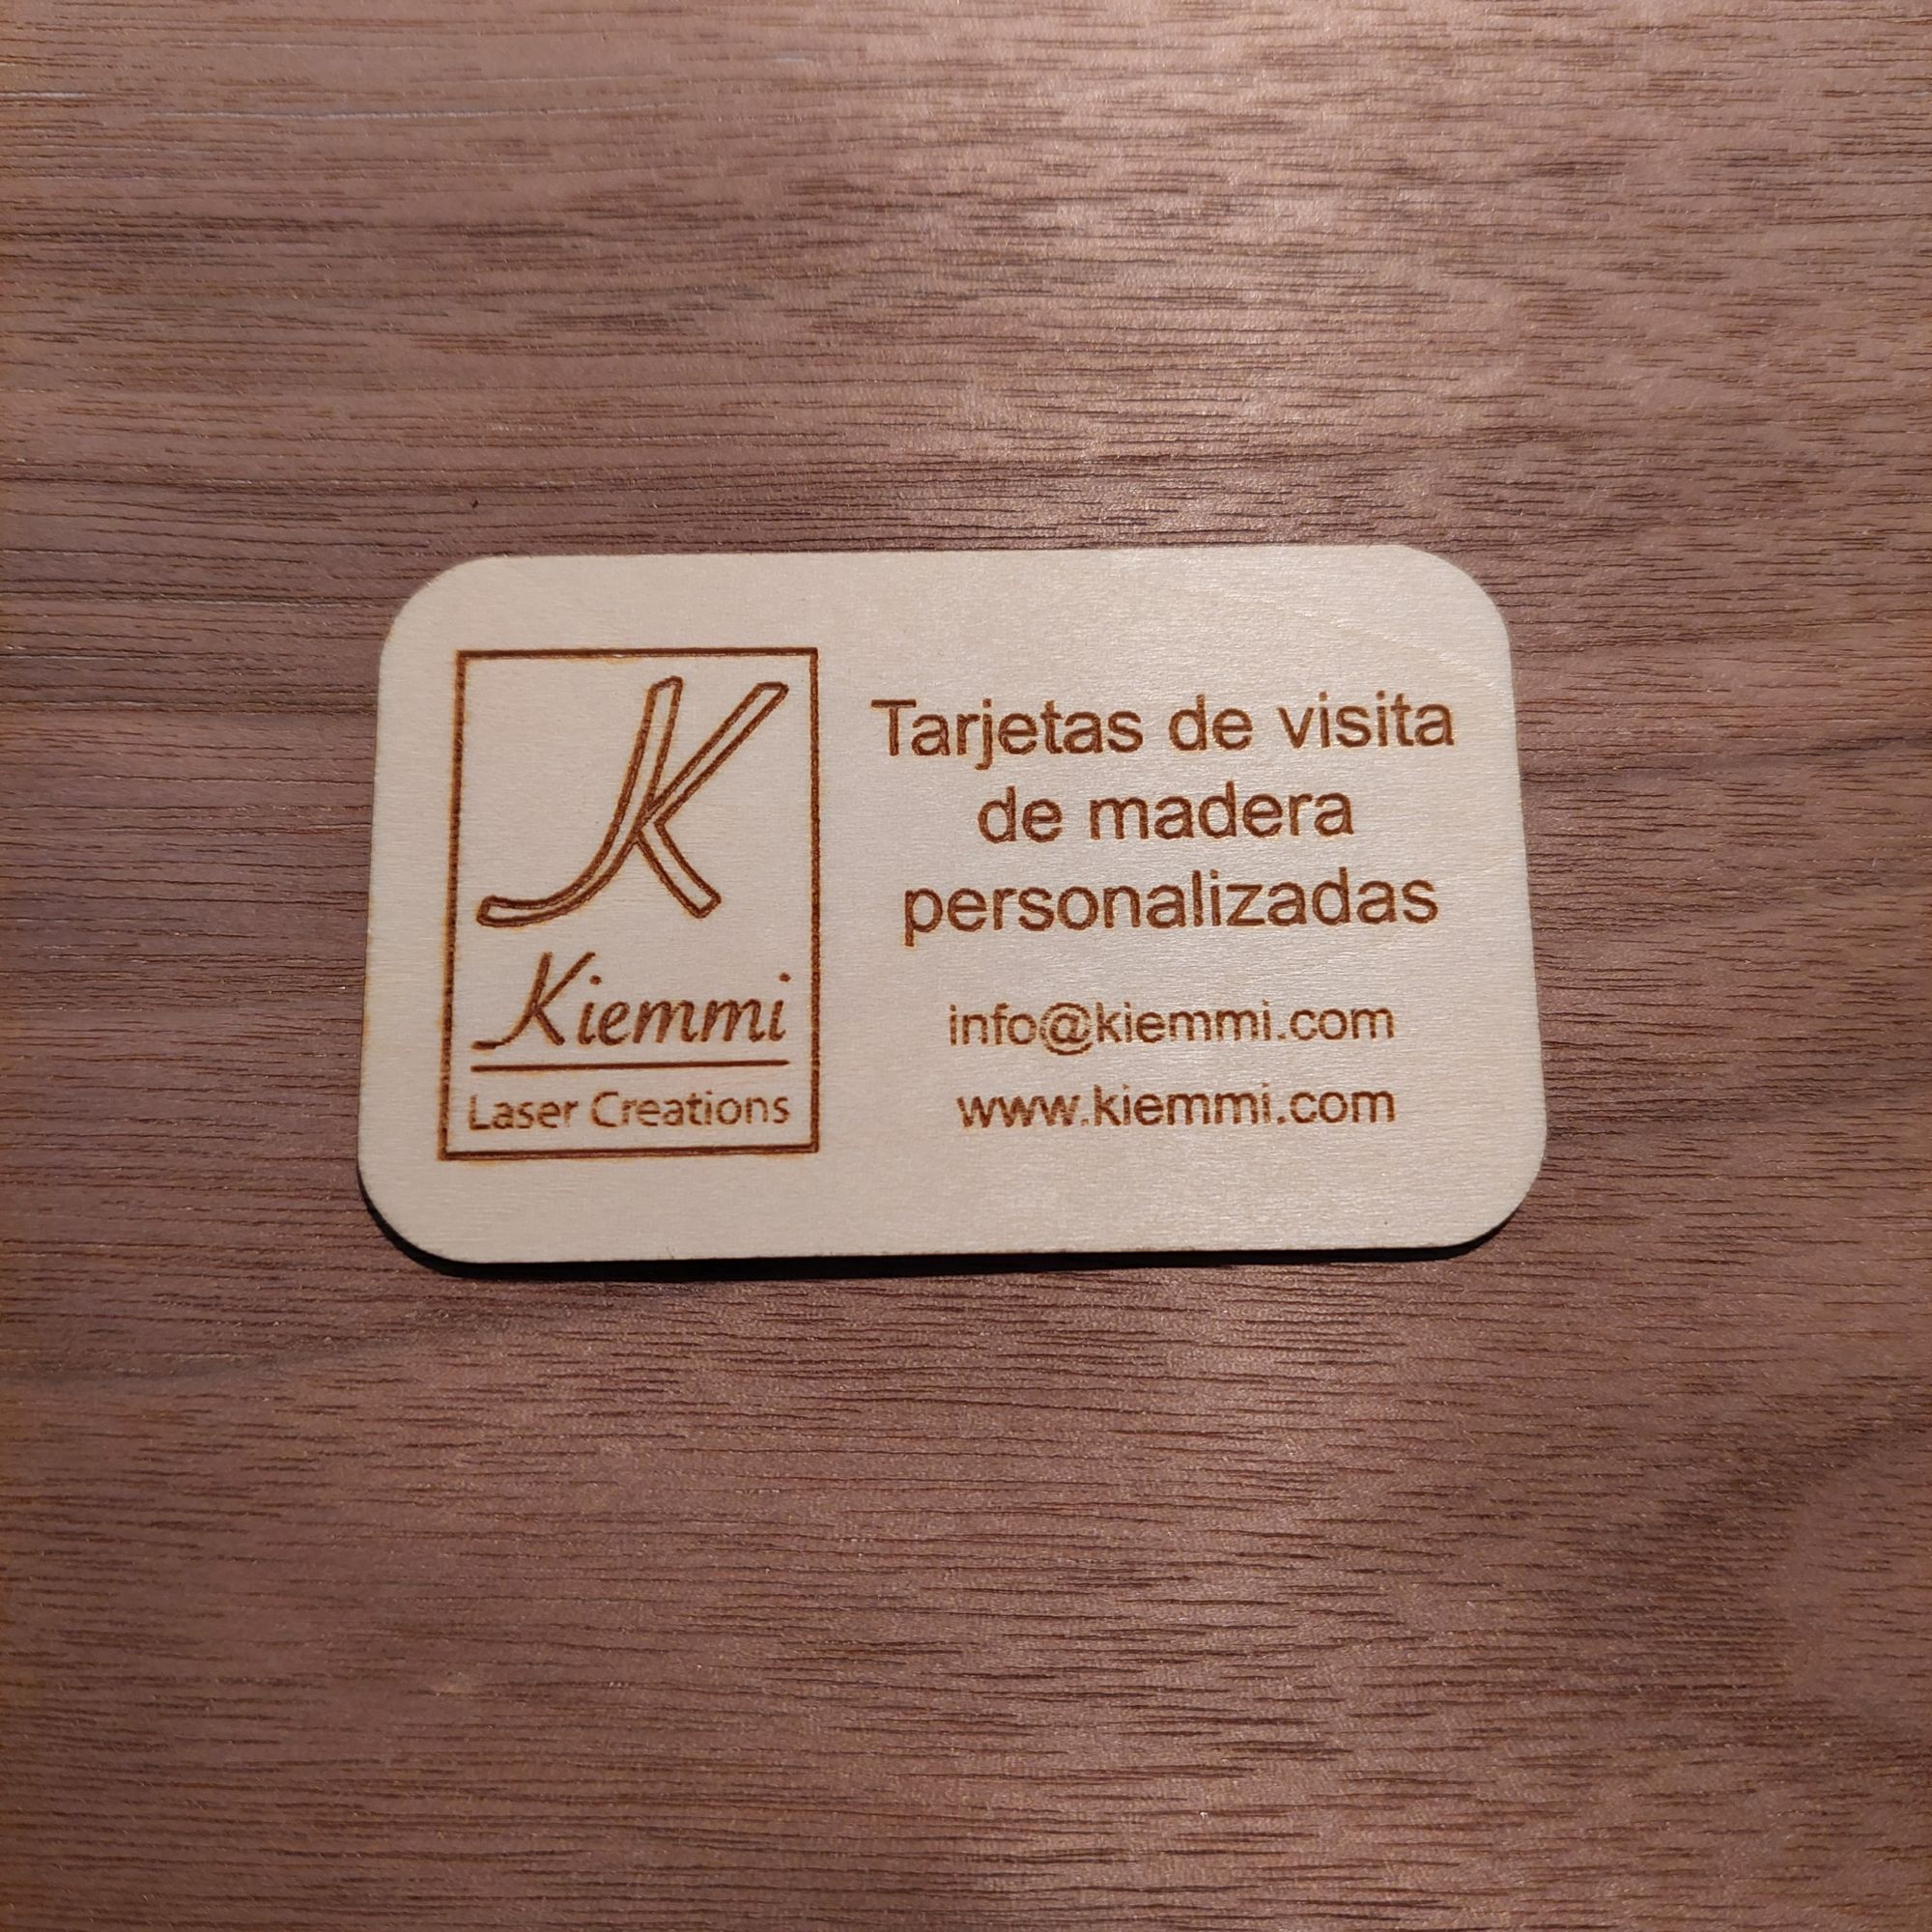 K
Kiemmi
Laser Creations
Tarjetas de visita
de madera
personalizadas
info@kiemmi.com
www.kiemmi.com